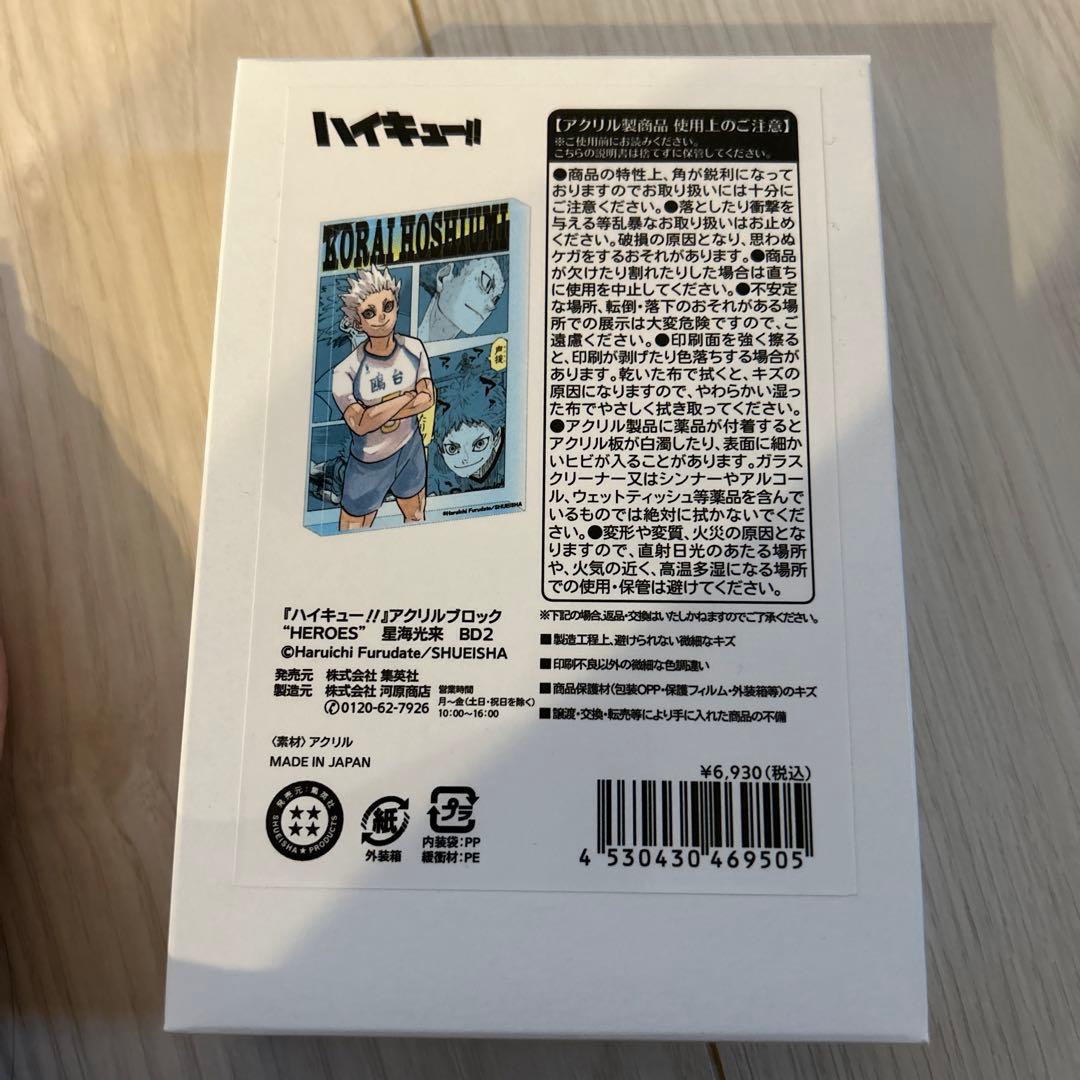 ハイキュー!!
KORAI HOSHIUMI
声援
鴎台
©Haruichi Furudate/SHUEISHA
【アクリル製商品 使用上のご注意】
※ご使用前にお読みください。
こちらの説明書は捨てずに保管してください。
●商品の特性上、角が鋭利になって
おりますのでお取り扱いには十分に
ご注意ください。●落としたり衝撃を
与える等乱暴なお取り扱いはお止め
ください。破損の原因となり、思わぬ
ケガをするおそれがあります。●商品
が欠けたり割れたりした場合は直ち
に使用を中止してください。●不安定
な場所、転倒・落下のおそれがある場
所での展示は大変危険ですので、ご
遠慮ください。●印刷面を強く擦る
と、印刷が剥げたり色落ちする場合が
あります。乾いた布で拭くと、キズの
原因になりますので、やわらかい湿っ
た布でやさしく拭き取ってください。
●アクリル製品に薬品が付着すると
アクリル板が白濁したり、表面に細か
いヒビが入ることがあります。ガラス
クリーナー又はシンナーやアルコー
ル、ウェットティッシュ等薬品を含んで
いるものでは絶対に拭かないでくだ
さい。●変形や変質、火災の原因とな
りますので、直射日光のあたる場所
や、火気の近く、高温多湿になる場所
での使用・保管は避けてください。
※下記の場合、返品・交換はいたしかねますのでご了承ください。
■製造工程上、避けられない微細なキズ
■印刷不良以外の微細な色調違い
■商品保護材(包装OPP・保護フィルム・外装箱等)のキズ
■譲渡・交換・転売等により手に入れた商品の不備
『ハイキュー!!』アクリルブロック
“HEROES” 星海光来 BD2
©Haruichi Furudate/SHUEISHA
発売元 株式会社 集英社
製造元 株式会社 河原商店
0120-62-7926
営業時間
月〜金(土日・祝日を除く)
10:00〜16:00
〈素材〉アクリル
MADE IN JAPAN
発売元:集英社
SHUEISHA★PRODUCTS
紙
外装箱
プラ
内装袋:PP
緩衝材:PE
¥6,930(税込)
4 530430 469505